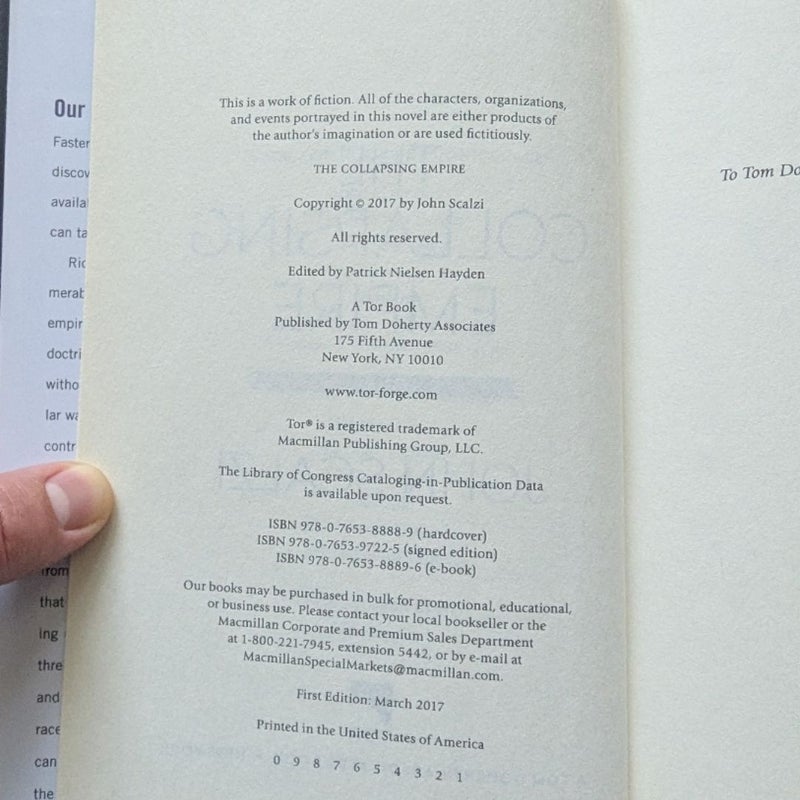 Our
Faster
discov
availa
can ta
Ric
merat
empir
doctri
witho
lar wa
contr
from
that
ing
thre
and
race
can
the
This is a work of fiction. All of the characters, organizations,
and events portrayed in this novel are either products of
the author's imagination or are used fictitiously.
THE COLLAPSING EMPIRE
Copyright © 2017 by John Scalzi
All rights reserved.
Edited by Patrick Nielsen Hayden
A Tor Book
Published by Tom Doherty Associates
175 Fifth Avenue
New York, NY 10010
www.tor-forge.com
Tor® is a registered trademark of
Macmillan Publishing Group, LLC.
The Library of Congress Cataloging-in-Publication Data
is available upon request.
ISBN 978-0-7653-8888-9 (hardcover)
ISBN 978-0-7653-9722-5 (signed edition)
ISBN 978-0-7653-8889-6 (e-book)
Our books may be purchased in bulk for promotional, educational,
or business use. Please contact your local bookseller or the
Macmillan Corporate and Premium Sales Department
at 1-800-221-7945, extension 5442, or by e-mail at
MacmillanSpecialMarkets@macmillan.com.
First Edition: March 2017
Printed in the United States of America
0 9 8 7 6 5 4 3 2 1
To Tom Do